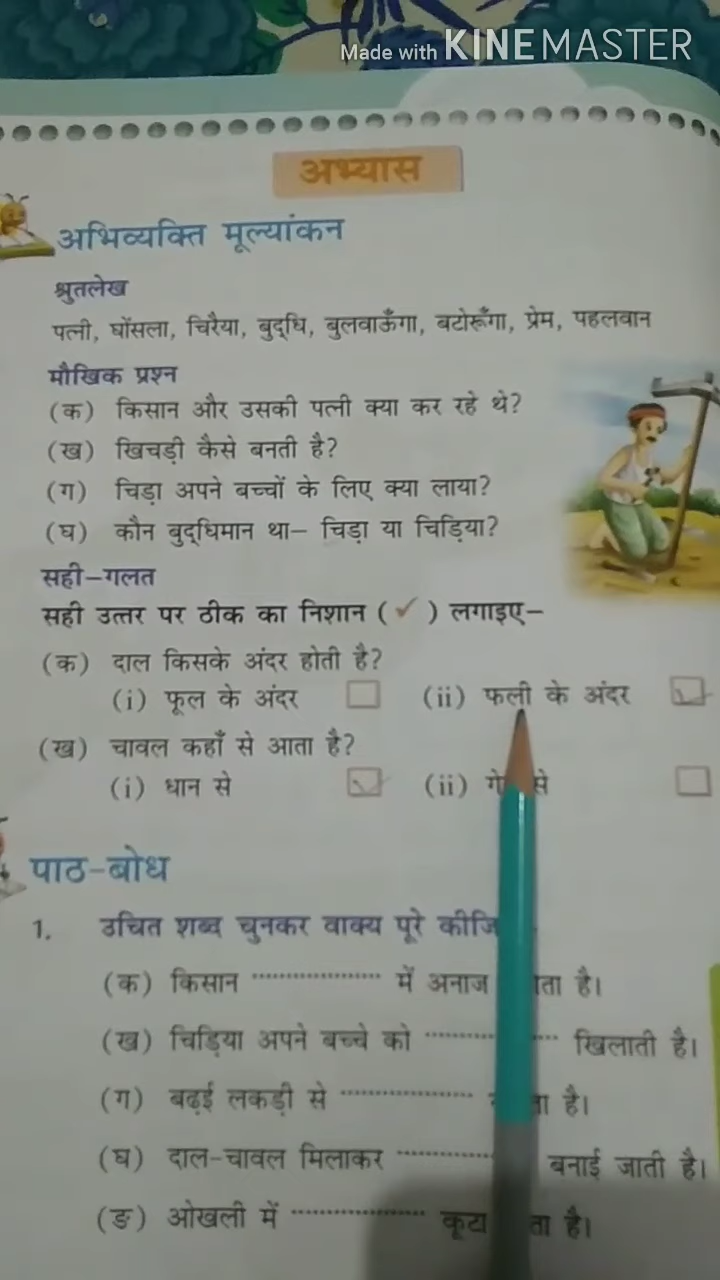 Made with KINEMASTER
अभ्यास
अभिव्यक्ति मूल्यांकन
श्रुतलेख
पत्नी, घोंसला, चिरैया, बुद्धि, बुलवाऊँगा, बटोरूँगा, प्रेम, पहलवान
मौखिक प्रश्न
(क) किसान और उसकी पत्नी क्या कर रहे थे?
(ख) खिचड़ी कैसे बनती है?
(ग) चिड़ा अपने बच्चों के लिए क्या लाया?
(घ) कौन बुद्धिमान था– चिड़ा या चिड़िया?
सही-गलत
सही उत्तर पर ठीक का निशान (✓) लगाइए–
(क) दाल किसके अंदर होती है?
(i) फूल के अंदर (ii) फली के अंदर
(ख) चावल कहाँ से आता है?
(i) धान से (ii) से
पाठ-बोध
1. उचित शब्द चुनकर वाक्य पूरे
(क) किसान .................... में अनाज है।
(ख) चिड़िया अपने बच्चे को .................... खिलाती है।
(ग) बढ़ई लकड़ी से .................... है।
(घ) दाल-चावल मिलाकर .................... बनाई जाती है।
(ङ) ओखली में .................... कूटा है।